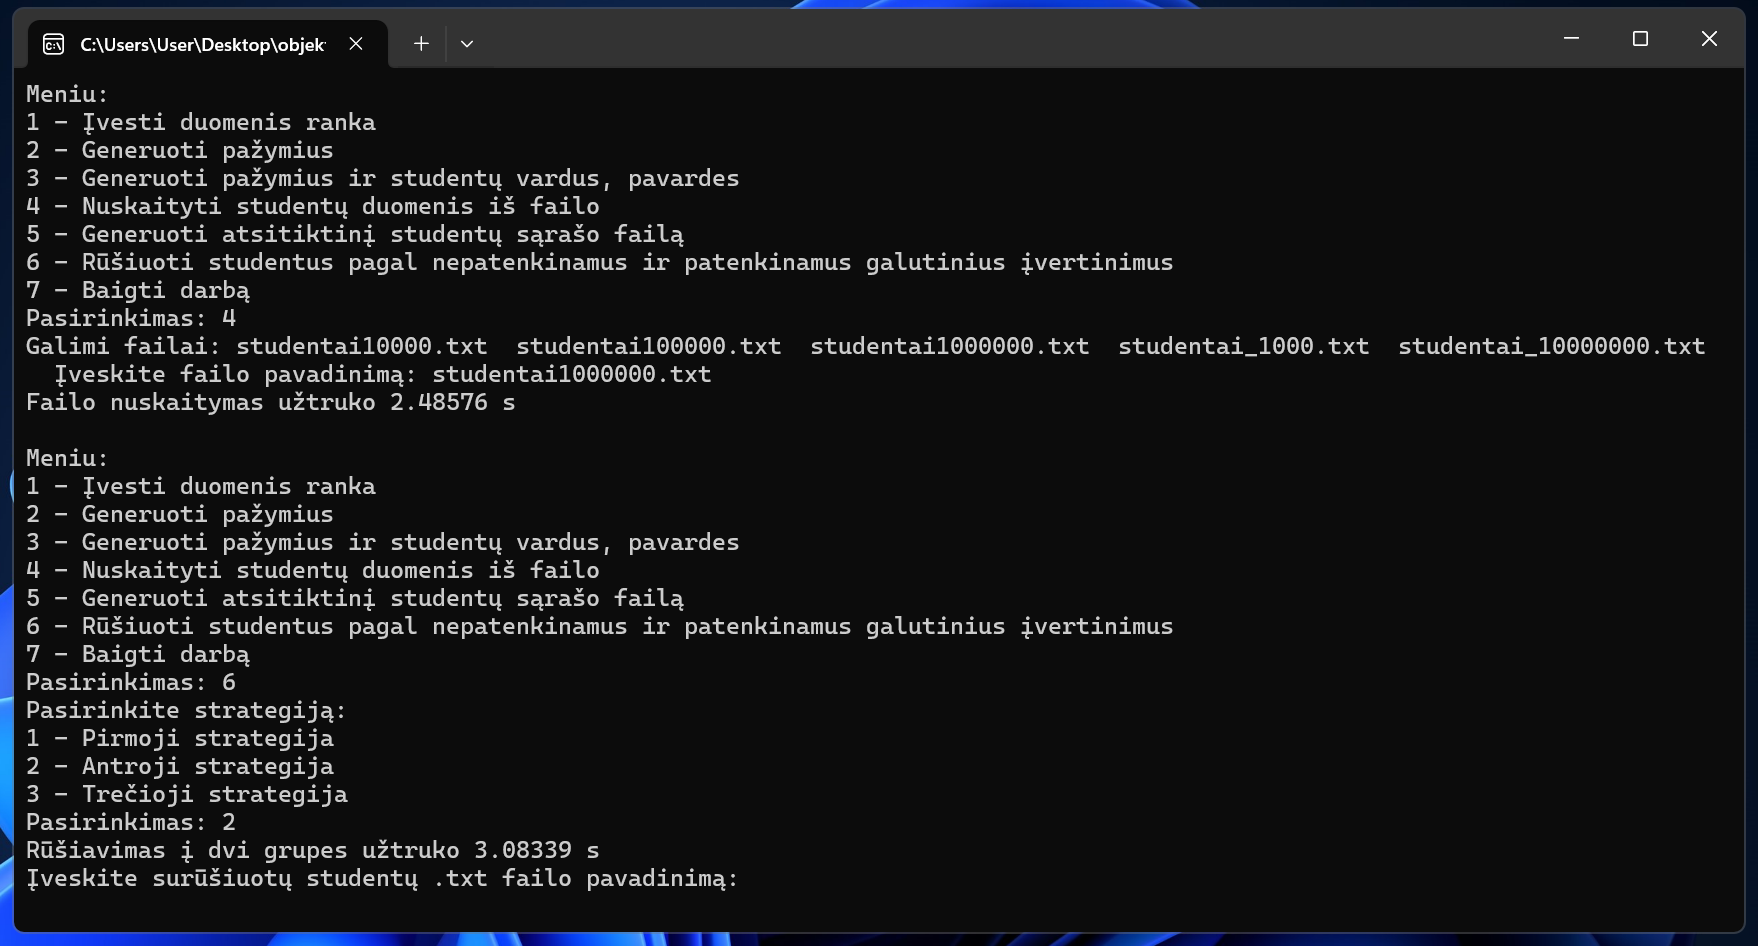 C:\Users\User\Desktop\objek
Meniu:
1 - Įvesti duomenis ranka
2 - Generuoti pažymius
3 - Generuoti pažymius ir studentų vardus, pavardes
4 - Nuskaityti studentų duomenis iš failo
5 - Generuoti atsitiktinį studentų sąrašo failą
6 - Rūšiuoti studentus pagal nepatenkinamus ir patenkinamus galutinius įvertinimus
7 - Baigti darbą
Pasirinkimas: 4
Galimi failai: studentai10000.txt  studentai100000.txt  studentai1000000.txt  studentai_1000.txt  studentai_10000000.txt
  Įveskite failo pavadinimą: studentai1000000.txt
Failo nuskaitymas užtruko 2.48576 s
Meniu:
1 - Įvesti duomenis ranka
2 - Generuoti pažymius
3 - Generuoti pažymius ir studentų vardus, pavardes
4 - Nuskaityti studentų duomenis iš failo
5 - Generuoti atsitiktinį studentų sąrašo failą
6 - Rūšiuoti studentus pagal nepatenkinamus ir patenkinamus galutinius įvertinimus
7 - Baigti darbą
Pasirinkimas: 6
Pasirinkite strategiją:
1 - Pirmoji strategija
2 - Antroji strategija
3 - Trečioji strategija
Pasirinkimas: 2
Rūšiavimas į dvi grupes užtruko 3.08339 s
Įveskite surūšiuotų studentų .txt failo pavadinimą: